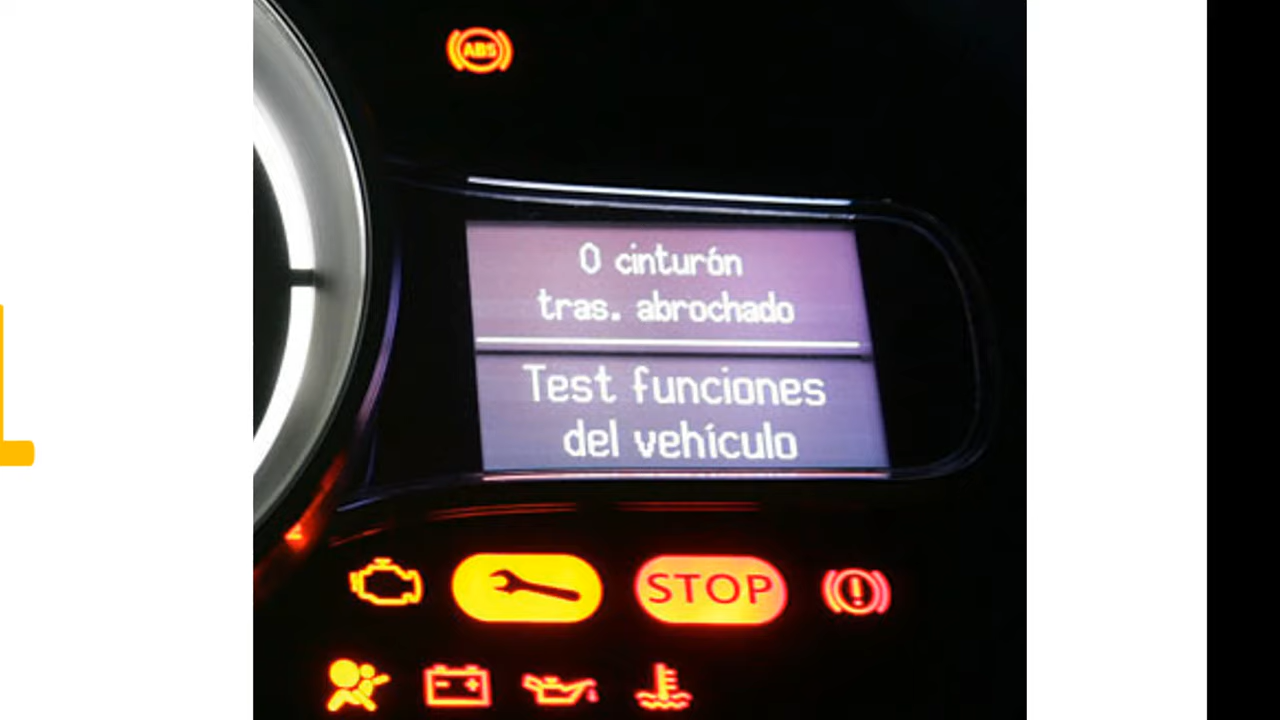 ABS
0 cinturón
tras. abrochado
Test funciones
del vehículo
STOP